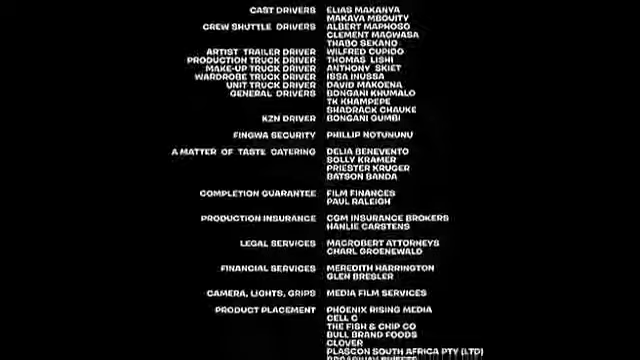 CAST DRIVERS ELIAS MAKANYA
MAKAYA MBOUITY
CREW SHUTTLE DRIVERS ALBERT MAPHOSO
CLEMENT MAGWASA
THABO SEKANO
ARTIST TRAILER DRIVER WILFRED CUPIDO
PRODUCTION TRUCK DRIVER THOMAS LISHI
MAKE-UP TRUCK DRIVER ANTHONY SKIET
WARDROBE TRUCK DRIVER ISSA INUSSA
UNIT TRUCK DRIVER DAVID MAKOENA
GENERAL DRIVERS BONGANI KHUMALO
TK KHAMPEPE
SHADRACK CHAUKE
KZN DRIVER BONGANI GUMBI
FINGWA SECURITY PHILLIP NOTUNUNU
A MATTER OF TASTE CATERING DELIA BENEVENTO
SOLLY KRAMER
PRIESTER KRUGER
BATSON BANDA
COMPLETION GUARANTEE FILM FINANCES
PAUL RALEIGH
PRODUCTION INSURANCE CGM INSURANCE BROKERS
HANLIE CARSTENS
LEGAL SERVICES MACROBERT ATTORNEYS
CHARL GROENEWALD
FINANCIAL SERVICES MEREDITH HARRINGTON
GLEN BRESLER
CAMERA, LIGHTS, GRIPS MEDIA FILM SERVICES
PRODUCT PLACEMENT PHOENIX RISING MEDIA
CELL C
THE FISH & CHIP CO
BULL BRAND FOODS
CLOVER
PLASCON SOUTH AFRICA PTY (LTD)